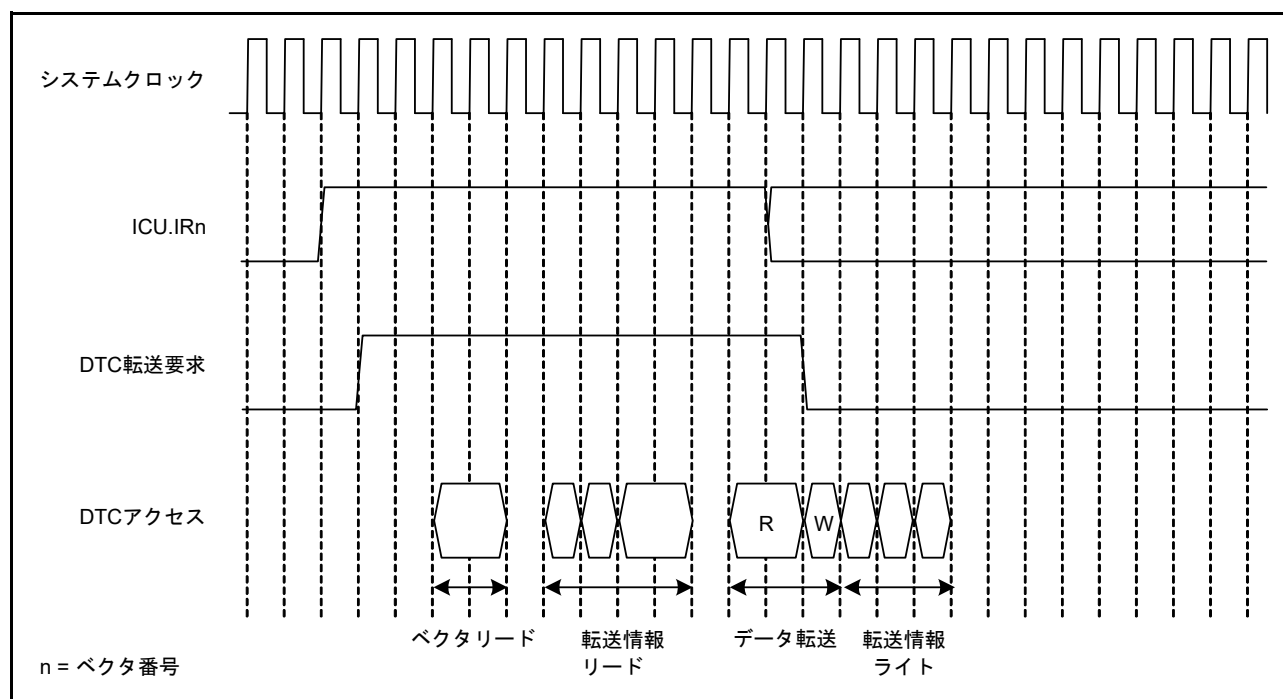 システムクロック
ICU.IRn
DTC転送要求
DTCアクセス
R
W
ベクタリード
転送情報
リード
データ転送
転送情報
ライト
n = ベクタ番号